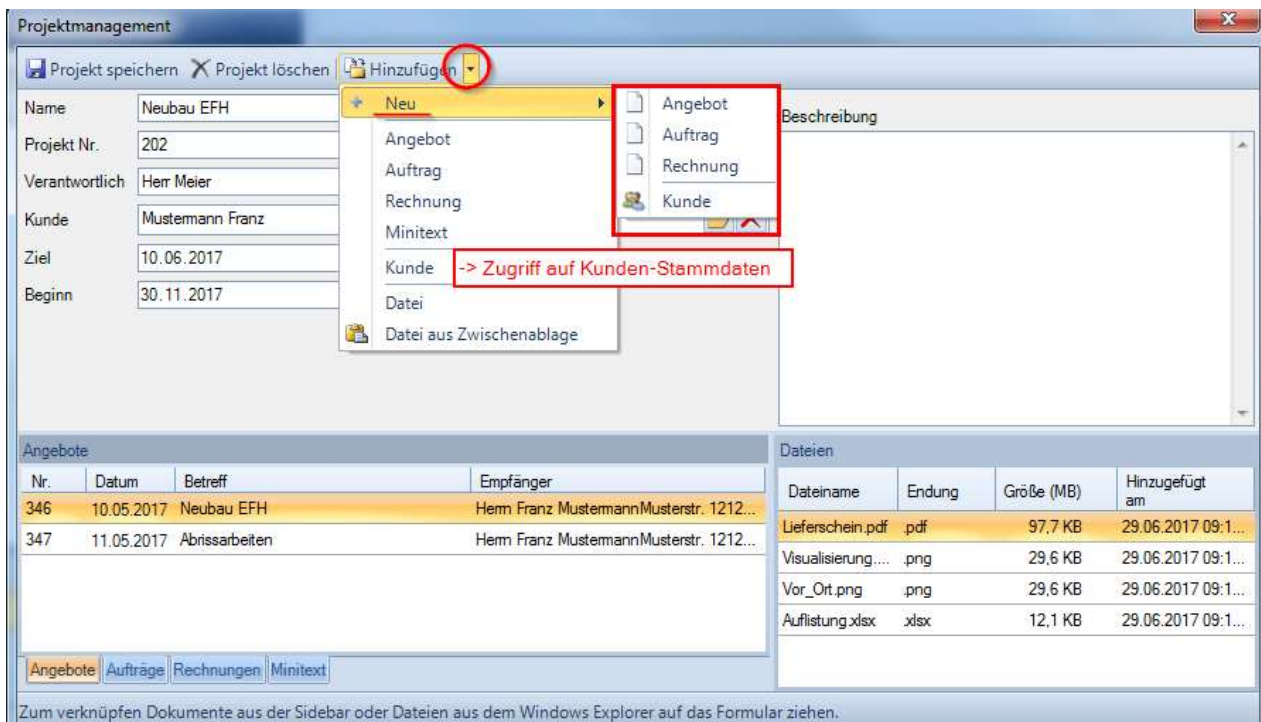 Projektmanagement
Projekt speichern Projekt löschen Hinzufügen
Name Neubau EFH
Projekt Nr. 202
Verantwortlich Herr Meier
Kunde Mustermann Franz
Ziel 10.06.2017
Beginn 30.11.2017
Neu
Angebot
Auftrag
Rechnung
Minitext
Kunde
Datei
Datei aus Zwischenablage
Angebot
Auftrag
Rechnung
Kunde
-> Zugriff auf Kunden-Stammdaten
Beschreibung
Angebote
Nr. Datum Betreff Empfänger
346 10.05.2017 Neubau EFH Herrn Franz MustermannMusterstr. 1212...
347 11.05.2017 Abrissarbeiten Herrn Franz MustermannMusterstr. 1212...
Angebote Aufträge Rechnungen Minitext
Dateien
Dateiname Endung Größe (MB) Hinzugefügt am
Lieferschein.pdf .pdf 97,7 KB 29.06.2017 09:1...
Visualisierung.... .png 29,6 KB 29.06.2017 09:1...
Vor_Ort.png .png 29,6 KB 29.06.2017 09:1...
Auflistung.xlsx .xlsx 12,1 KB 29.06.2017 09:1...
Zum verknüpfen Dokumente aus der Sidebar oder Dateien aus dem Windows Explorer auf das Formular ziehen.